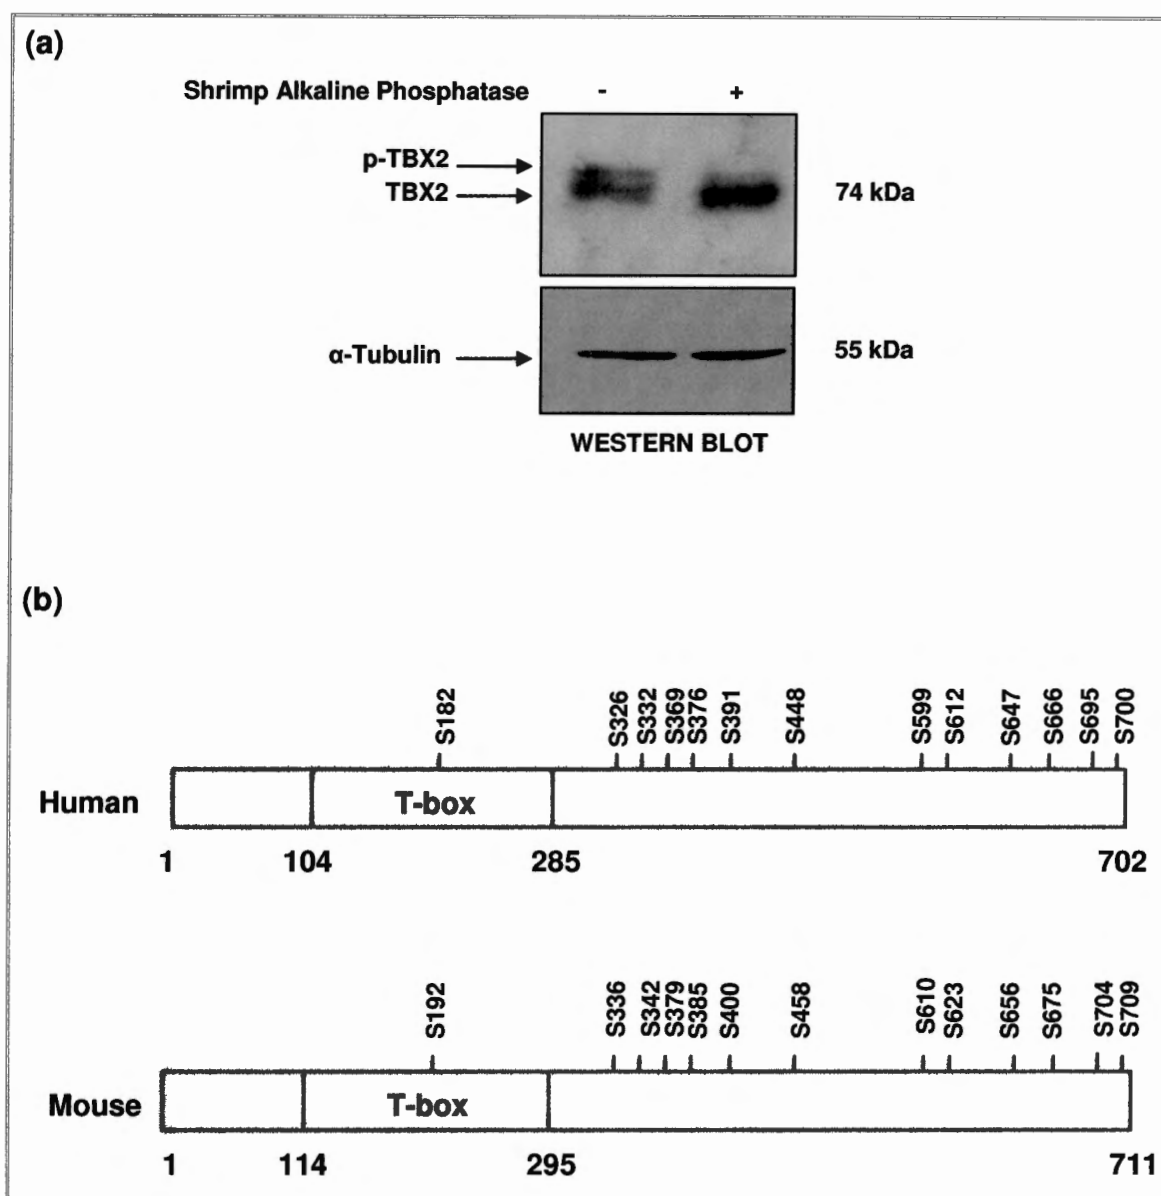 (a)
Shrimp Alkaline Phosphatase - +
p-TBX2
TBX2
74 kDa
α-Tubulin
55 kDa
WESTERN BLOT
(b)
S182 S326 S332 S369 S376 S391 S448 S599 S612 S647 S666 S695 S700
Human
T-box
1 104 285 702
S192 S336 S342 S379 S385 S400 S458 S610 S623 S656 S675 S704 S709
Mouse
T-box
1 114 295 711